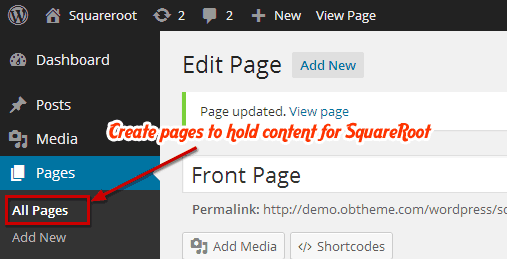 Squareroot 2 2 + New View Page
Dashboard
Posts
Media
Pages
All Pages
Add New
Edit Page Add New
Page updated. View page
Create pages to hold content for SquareRoot
Front Page
Permalink: http://demo.obtheme.com/wordpress/sq
Add Media </> Shortcodes